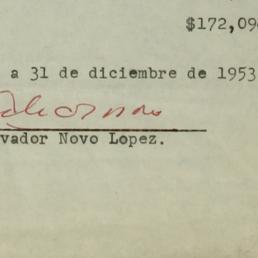 $172,09
a 31 de diciembre de 1953
vador Novo Lopez.